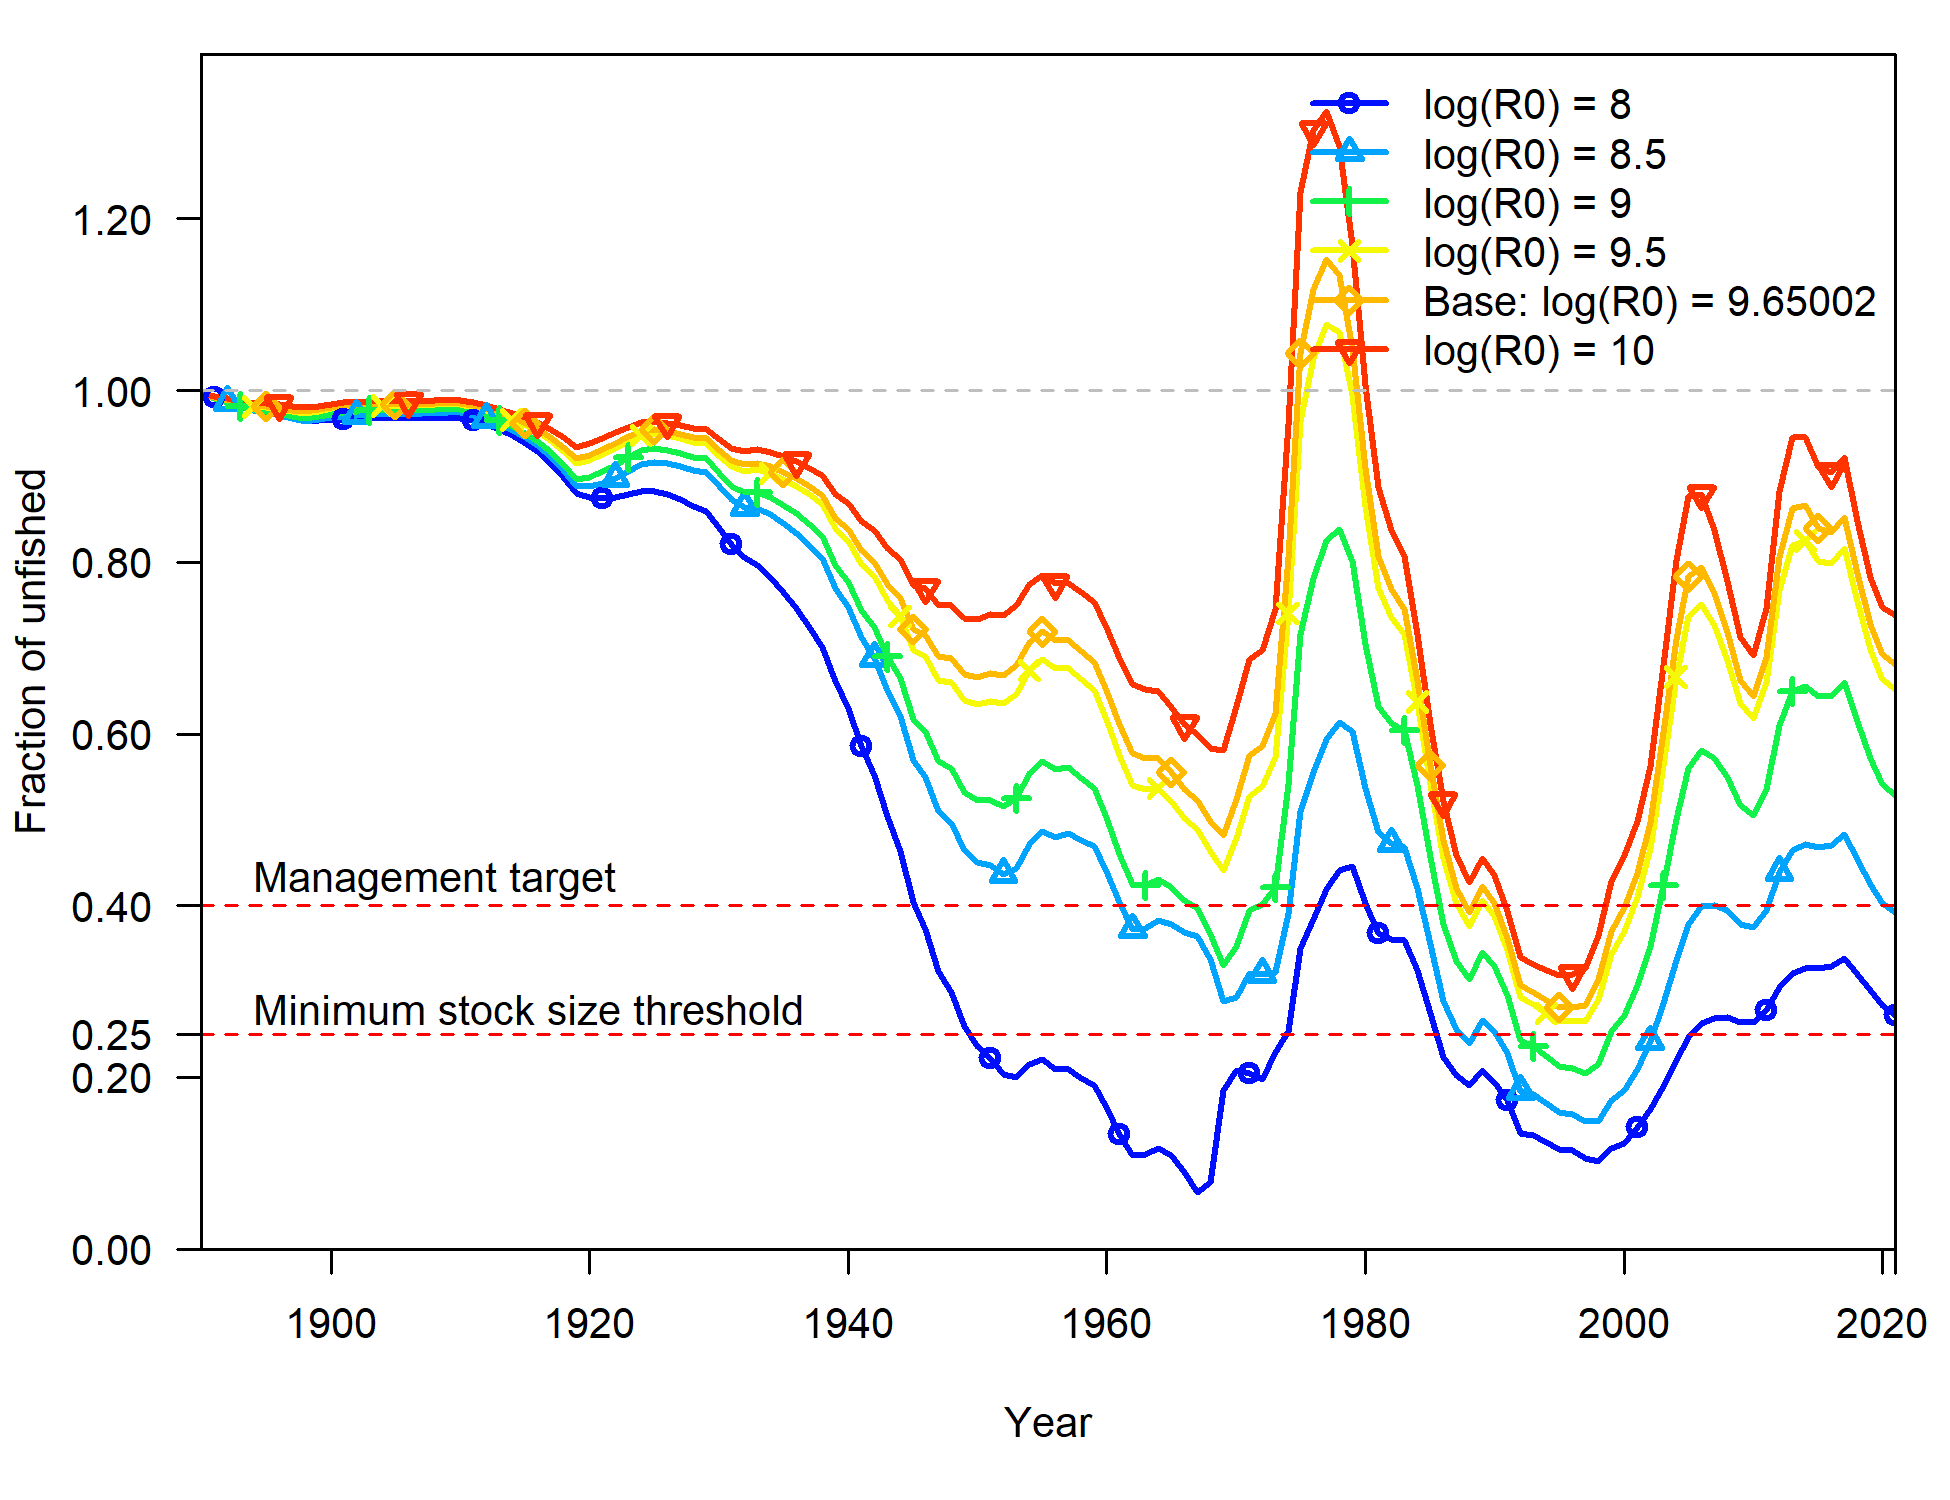 log(R0) = 8
log(R0) = 8.5
log(R0) = 9
log(R0) = 9.5
Base: log(R0) = 9.65002
log(R0) = 10
1.20
1.00
0.80
0.60
0.40
0.25
0.20
0.00
Fraction of unfished
Management target
Minimum stock size threshold
1900 1920 1940 1960 1980 2000 2020
Year